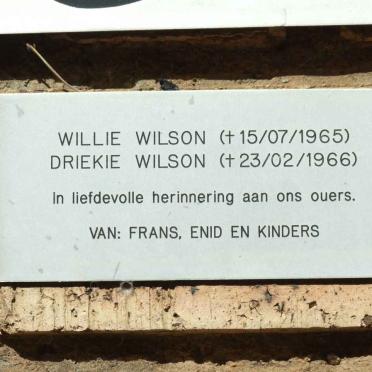 WILLIE WILSON (†15/07/1965)
DRIEKIE WILSON (†23/02/1966)
In liefdevolle herinnering aan ons ouers.
VAN: FRANS, ENID EN KINDERS